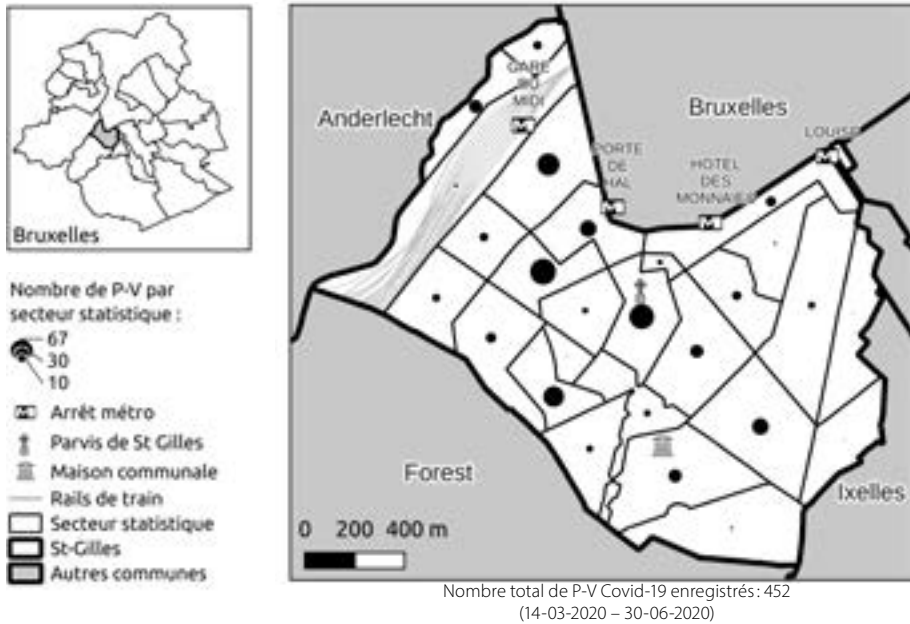 Bruxelles
Nombre de P-V par
secteur statistique :
67
30
10
M Arrêt métro
Parvis de St Gilles
Maison communale
Rails de train
Secteur statistique
St-Gilles
Autres communes
Anderlecht
GARE
DU
MIDI
M
Bruxelles
PORTE
DE
HAL
M
HOTEL
DES
MONNAIES
M
LOUISE
M
Forest
Ixelles
0 200 400 m
Nombre total de P-V Covid-19 enregistrés : 452
(14-03-2020 – 30-06-2020)